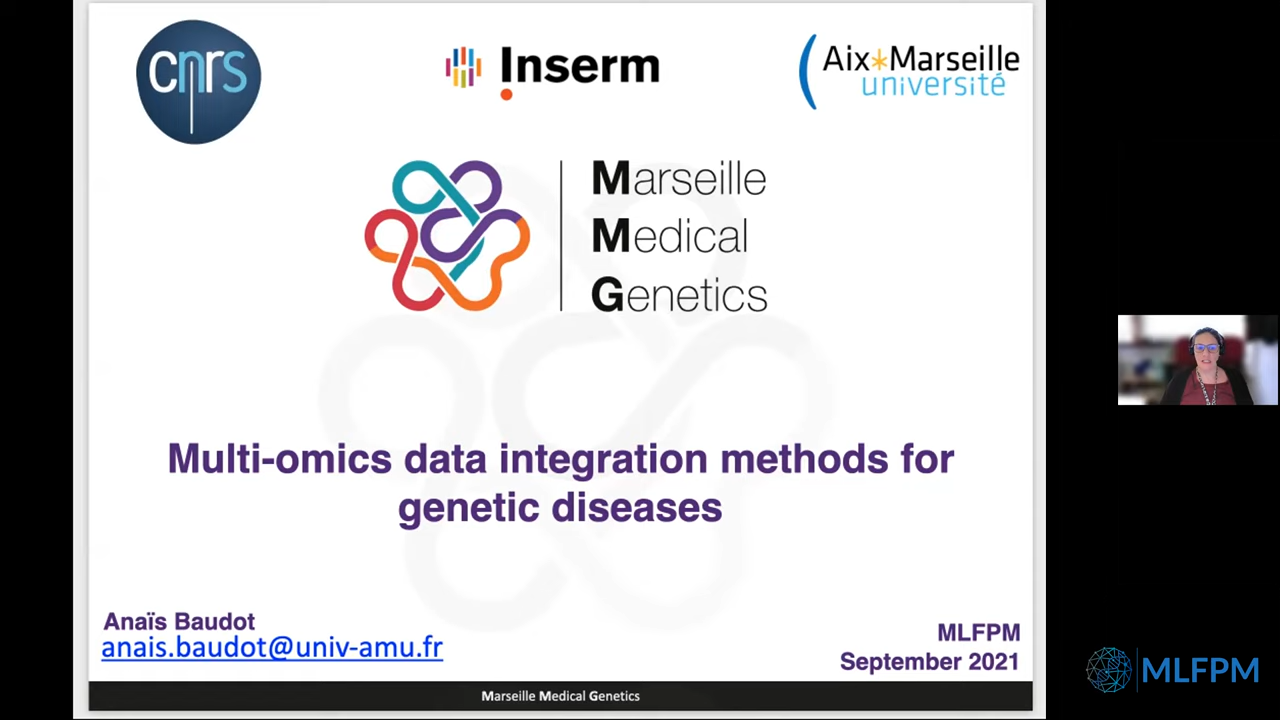 cnrs
Inserm
Aix*Marseille
université
Marseille
Medical
Genetics
Multi-omics data integration methods for
genetic diseases
Anaïs Baudot
anais.baudot@univ-amu.fr
MLFPM
September 2021
Marseille Medical Genetics
MLFPM